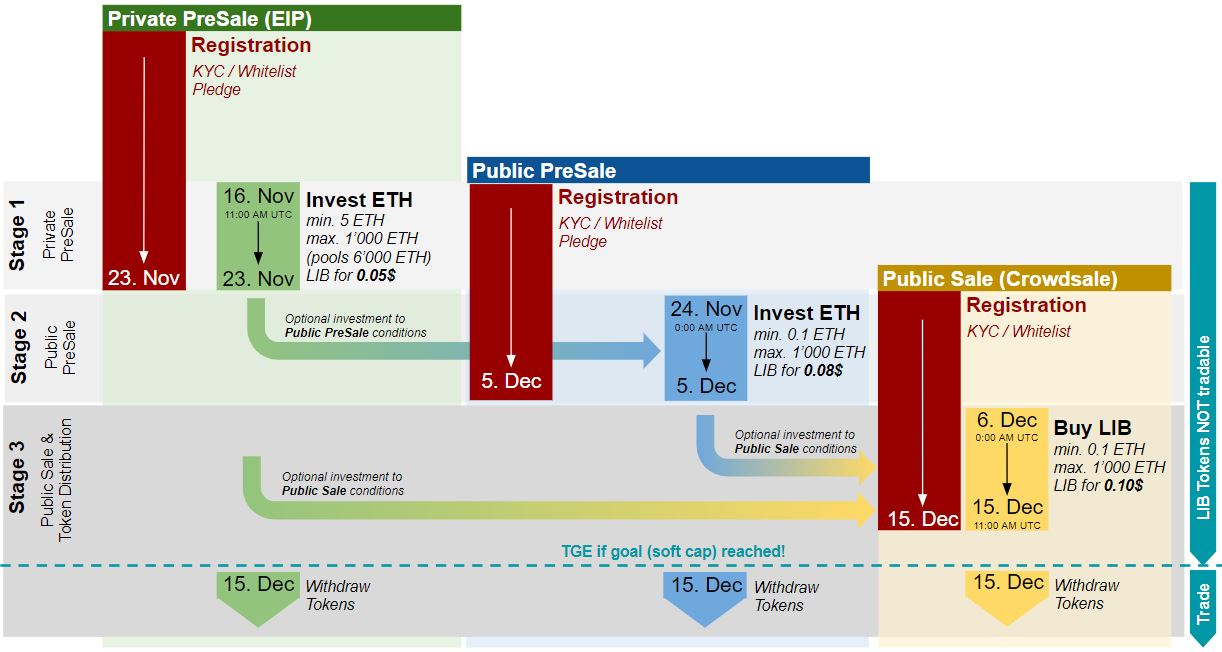 Private PreSale (EIP)
Registration
KYC / Whitelist
Pledge
23. Nov
Public PreSale
Stage 1
Private
PreSale
16. Nov
11:00 AM UTC
23. Nov
Invest ETH
min. 5 ETH
max. 1’000 ETH
(pools 6’000 ETH)
LIB for 0.05$
Registration
KYC / Whitelist
Pledge
5. Dec
Public Sale (Crowdsale)
Stage 2
Public
PreSale
Optional investment to
Public PreSale conditions
24. Nov
0:00 AM UTC
5. Dec
Invest ETH
min. 0.1 ETH
max. 1’000 ETH
LIB for 0.08$
Registration
KYC / Whitelist
15. Dec
Stage 3
Public Sale &
Token Distribution
Optional investment to
Public Sale conditions
Optional investment to
Public Sale conditions
6. Dec
0:00 AM UTC
15. Dec
11:00 AM UTC
Buy LIB
min. 0.1 ETH
max. 1’000 ETH
LIB for 0.10$
LIB Tokens NOT tradable
TGE if goal (soft cap) reached!
15. Dec
Withdraw
Tokens
15. Dec
Withdraw
Tokens
15. Dec
Withdraw
Tokens
Trade